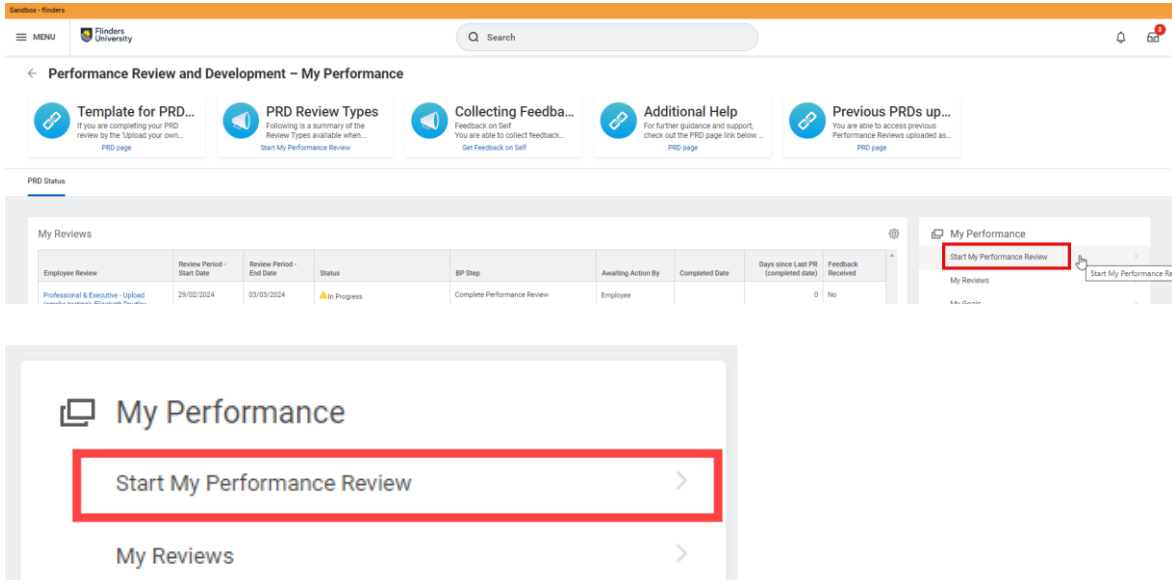 Sandbox - flinders
MENU
Flinders
University
Search
3
Performance Review and Development – My Performance
Template for PRD...
If you are completing your PRD
review by the 'Upload your own...
PRD page
PRD Review Types
Following is a summary of the
Review Types available when...
Start My Performance Review
Collecting Feedba...
Feedback on Self
You are able to collect feedback...
Get Feedback on Self
Additional Help
For further guidance and support,
check out the PRD page link below ...
PRD page
Previous PRDs up...
You are able to access previous
Performance Reviews uploaded as...
PRD page
PRD Status
My Reviews
Employee Review
Review Period -
Start Date
Review Period -
End Date
Status
BP Step
Awaiting Action By
Completed Date
Days since Last PR
(completed date)
Feedback
Received
Professional & Executive - Upload
29/02/2024
03/03/2024
In Progress
Complete Performance Review
Employee
0
No
My Performance
Start My Performance Review
Start My Performance Re
My Reviews
My Goals
My Performance
Start My Performance Review
My Reviews